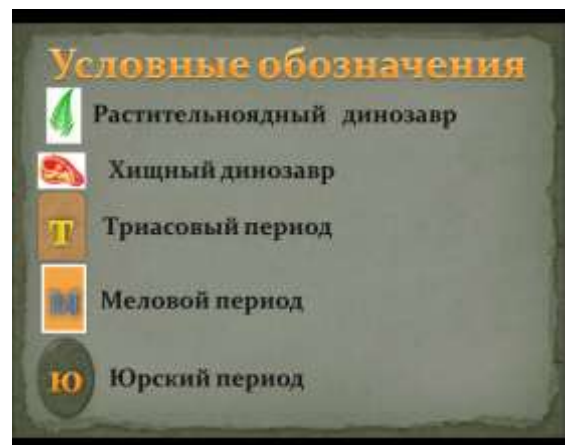 Условные обозначения
Растительноядный динозавр
Хищный динозавр
Т Триасовый период
М Меловой период
Ю Юрский период